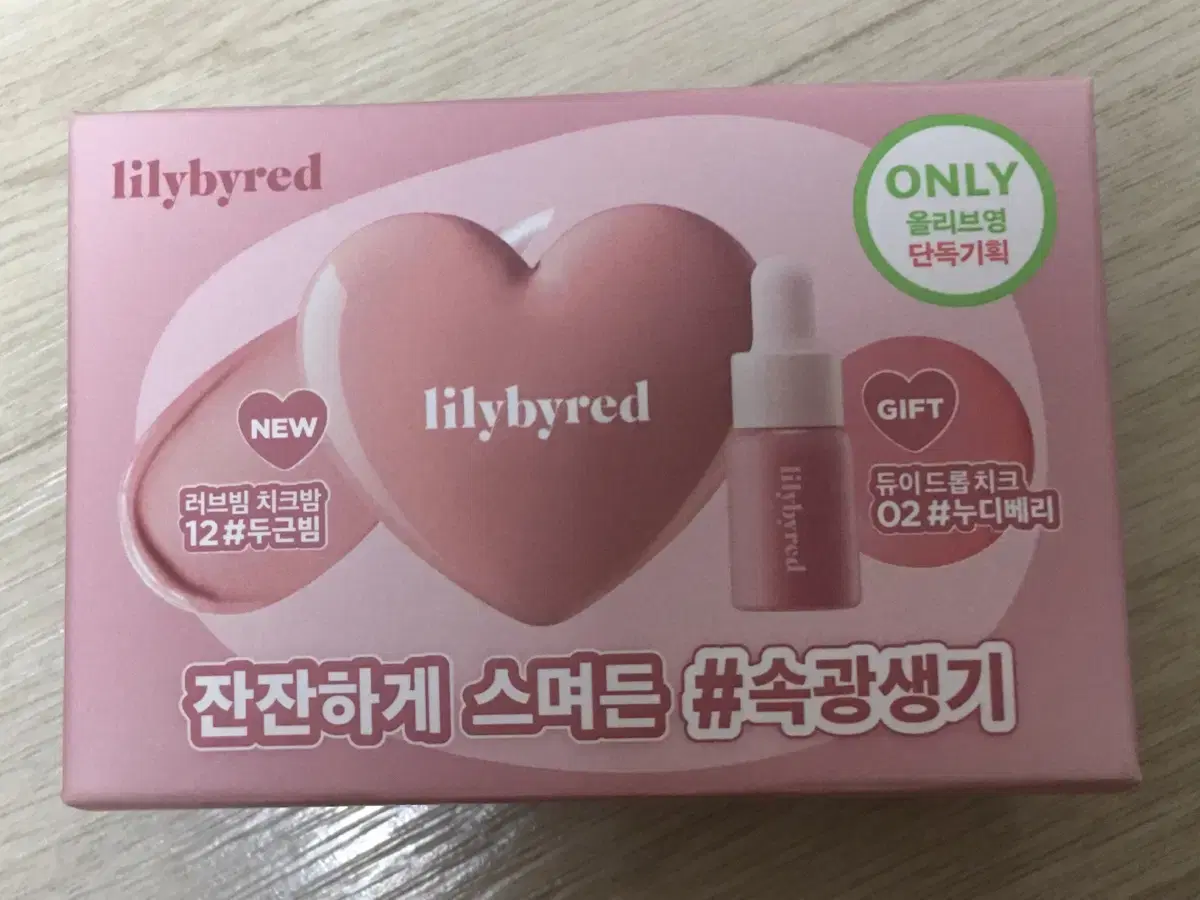 lilybyred
ONLY
올리브영
단독기획
lilybyred
NEW
러브빔 치크밤
12 #두근빔
lilybyred
GIFT
듀이드롭 치크
02 #누디베리
잔잔하게 스며든 #속광생기